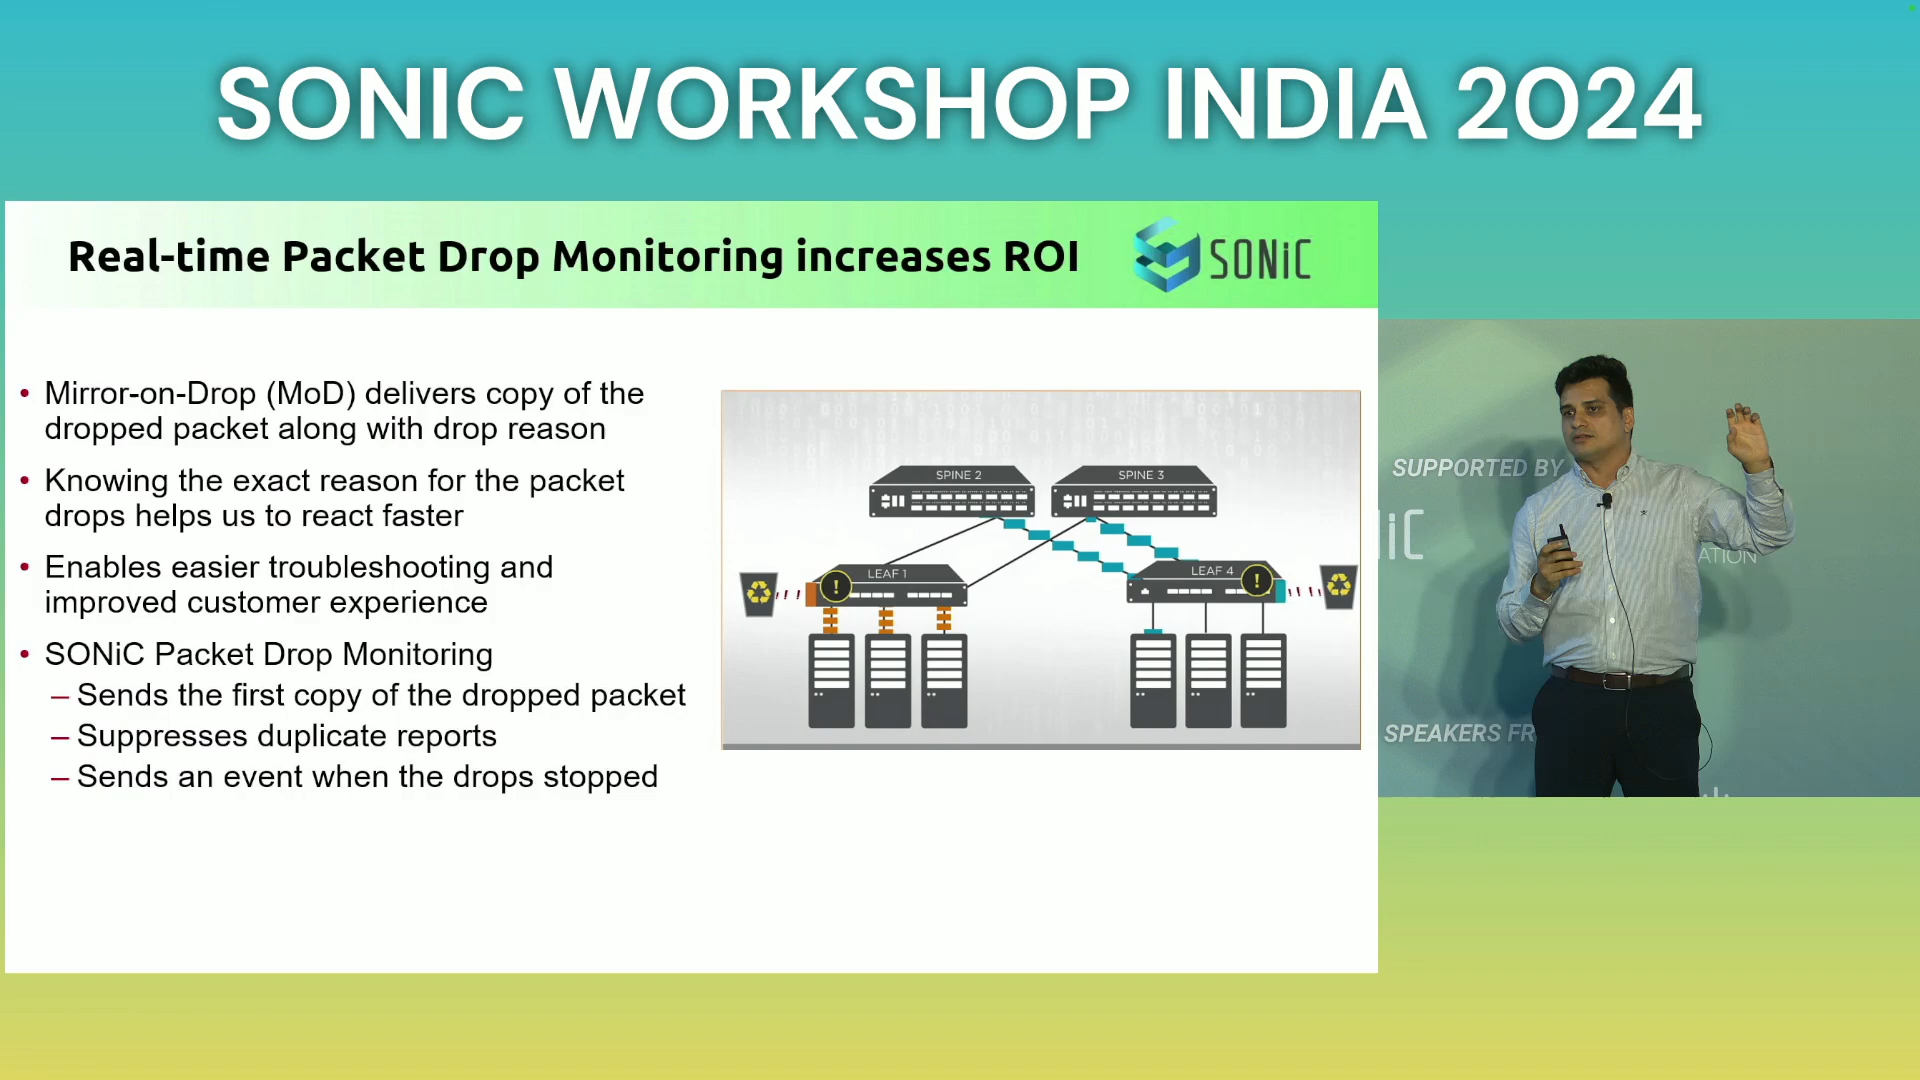 SONIC WORKSHOP INDIA 2024
Real-time Packet Drop Monitoring increases ROI
SONiC
• Mirror-on-Drop (MoD) delivers copy of the
dropped packet along with drop reason
• Knowing the exact reason for the packet
drops helps us to react faster
• Enables easier troubleshooting and
improved customer experience
• SONiC Packet Drop Monitoring
– Sends the first copy of the dropped packet
– Suppresses duplicate reports
– Sends an event when the drops stopped
SPINE 2
SPINE 3
LEAF 1
LEAF 4
SUPPORTED BY
iC
ATION
SPEAKERS FR